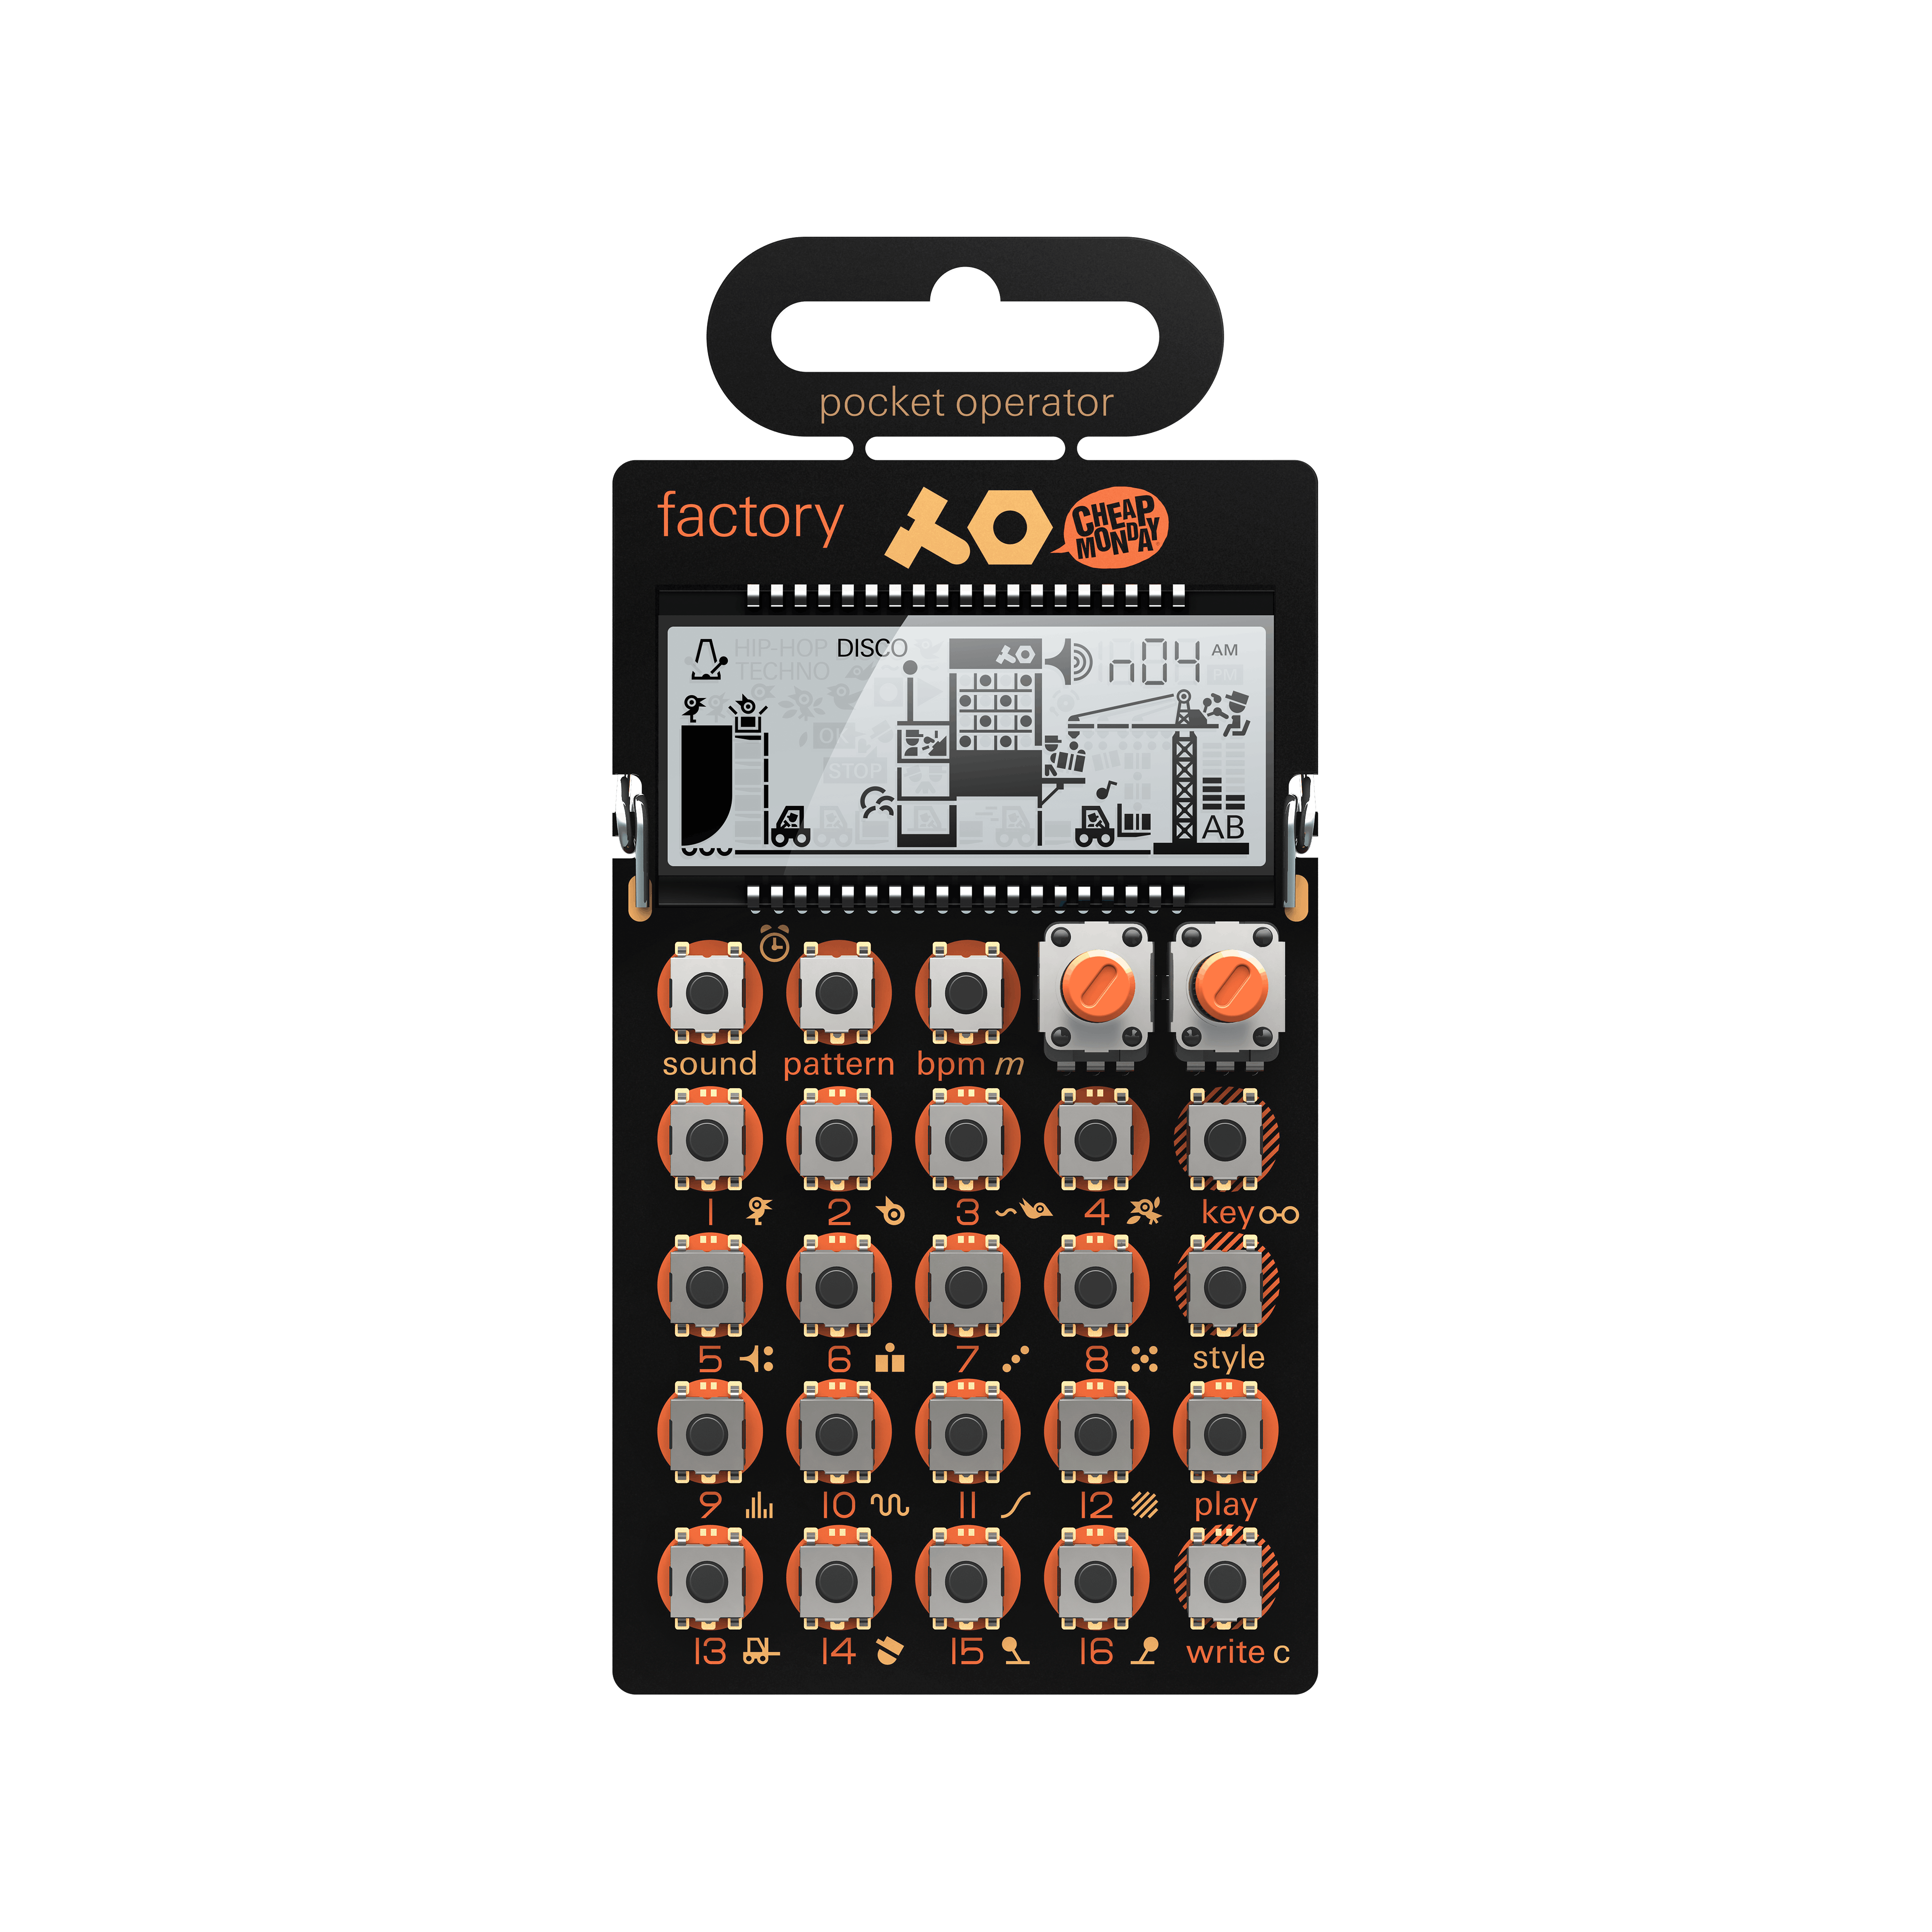 pocket operator
factory
CHEAP
MONDAY
HIP-HOP DISCO
TECHNO
n04 AM
PM
OK
STOP
AB
sound pattern bpm m
1 2 3 4 key
5 6 7 8 style
9 10 11 12 play
13 14 15 16 write c